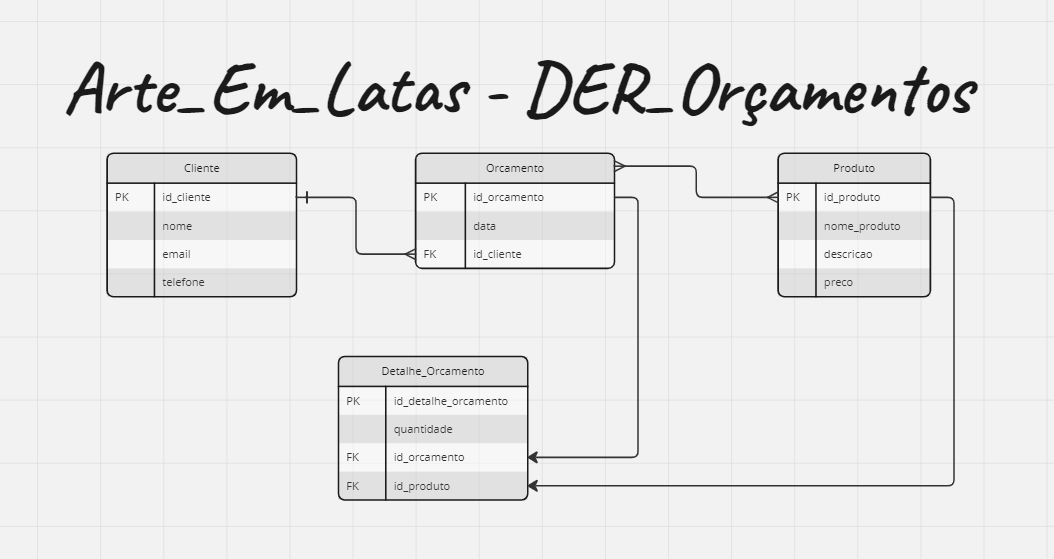 Arte_Em_Latas - DER_Orçamentos
Cliente
PK id_cliente
nome
email
telefone
Orcamento
PK id_orcamento
data
FK id_cliente
Produto
PK id_produto
nome_produto
descricao
preco
Detalhe_Orcamento
PK id_detalhe_orcamento
quantidade
FK id_orcamento
FK id_produto